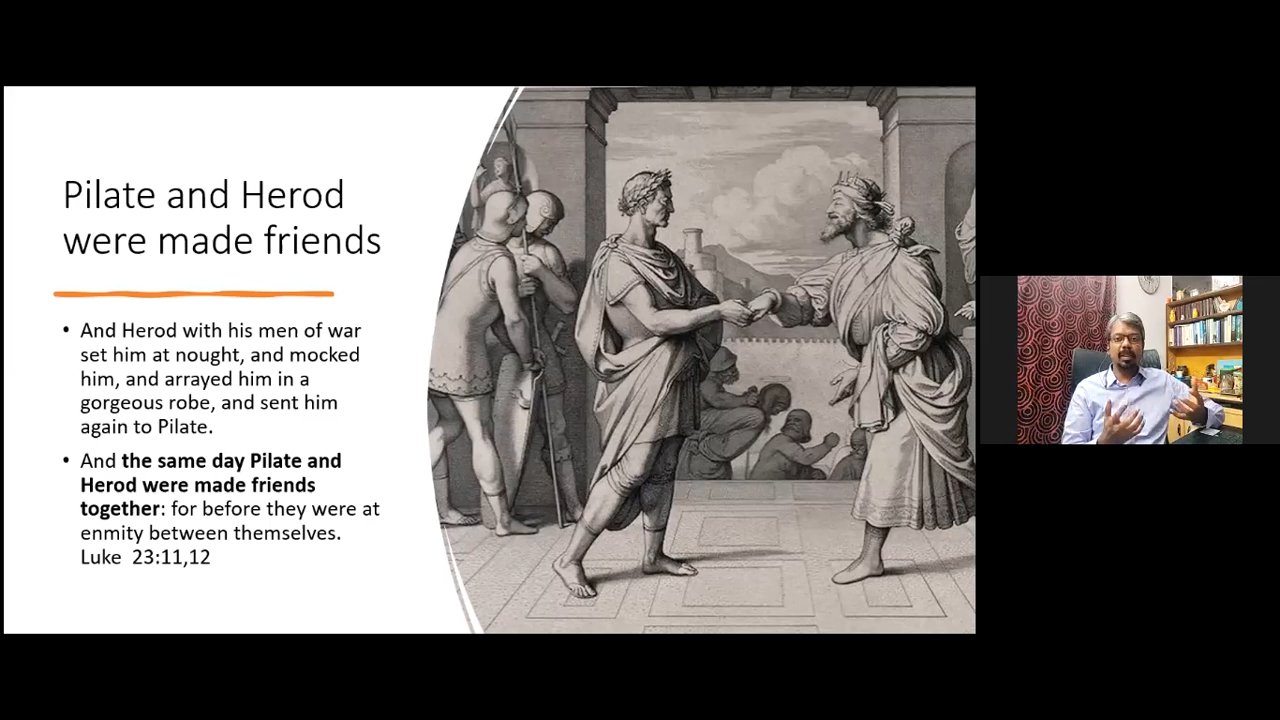 Pilate and Herod
were made friends
• And Herod with his men of war
set him at nought, and mocked
him, and arrayed him in a
gorgeous robe, and sent him
again to Pilate.
• And the same day Pilate and
Herod were made friends
together: for before they were at
enmity between themselves.
Luke  23:11,12